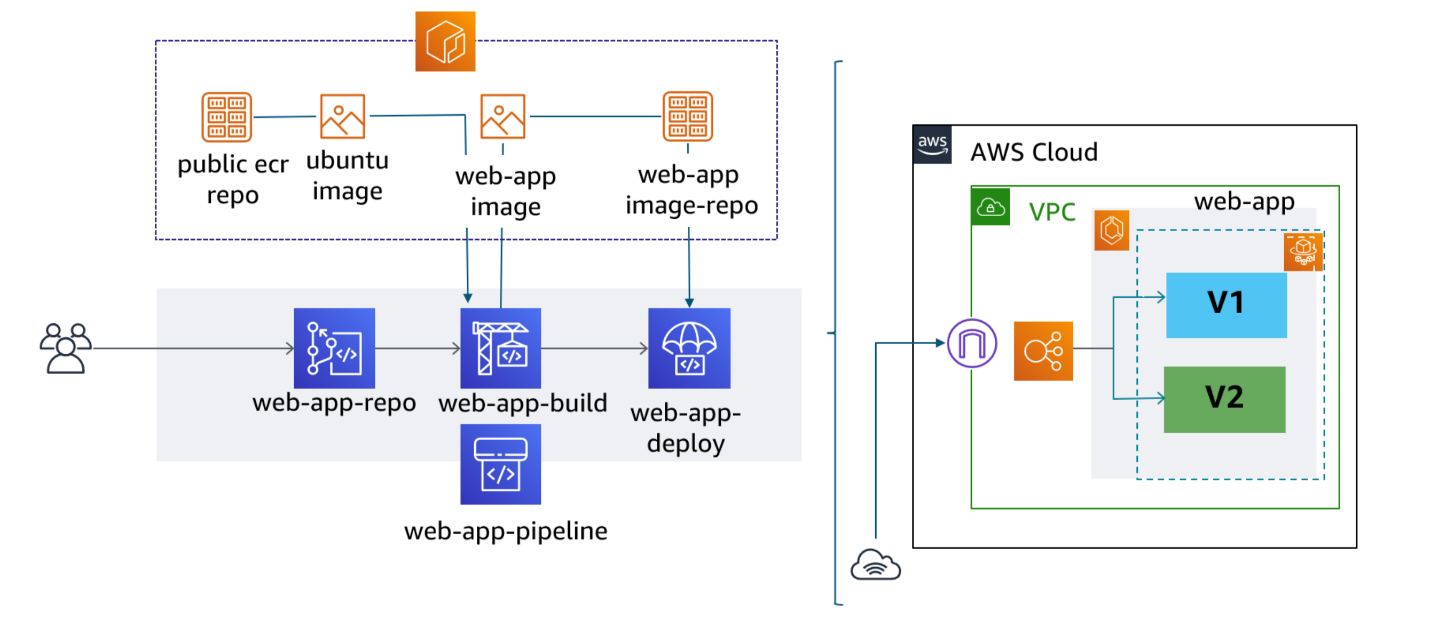 public ecr
repo
ubuntu
image
web-app
image
web-app
image-repo
web-app-repo
web-app-build
web-app-
deploy
web-app-pipeline
aws
AWS Cloud
VPC
web-app
V1
V2